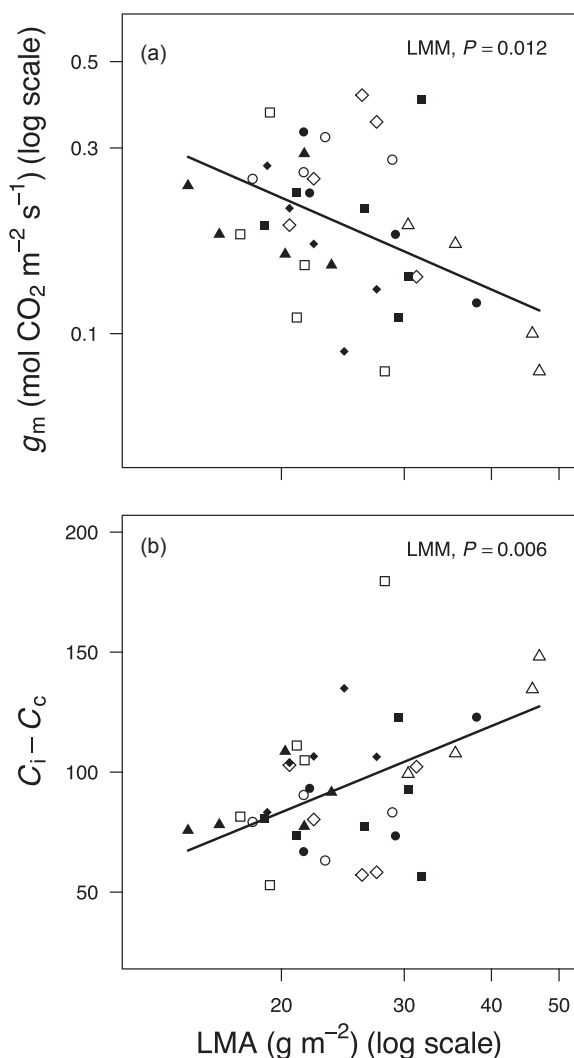 (a)
LMM, P = 0.012
0.5
0.3
0.1
gm (mol CO2 m−2 s−1) (log scale)
(b)
LMM, P = 0.006
200
150
100
50
Ci – Cc
20 30 40 50
LMA (g m−2) (log scale)